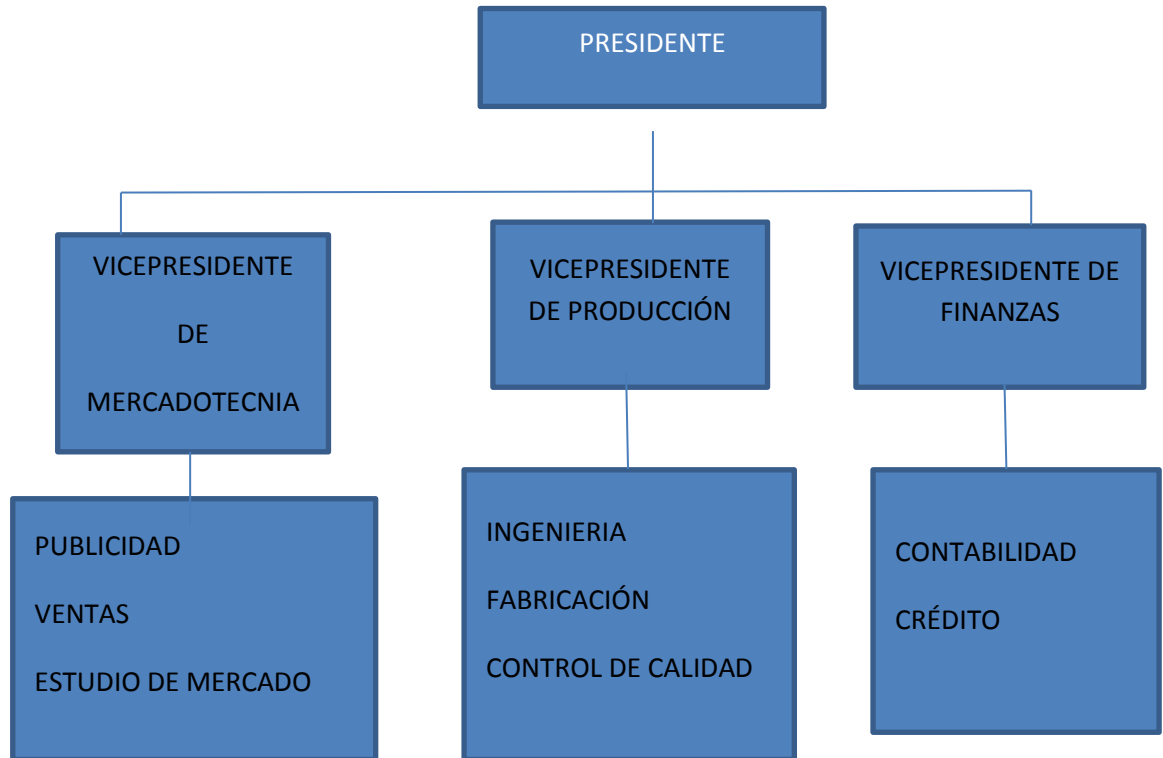 PRESIDENTE
VICEPRESIDENTE
DE
MERCADOTECNIA
VICEPRESIDENTE
DE PRODUCCIÓN
VICEPRESIDENTE DE
FINANZAS
PUBLICIDAD
VENTAS
ESTUDIO DE MERCADO
INGENIERIA
FABRICACIÓN
CONTROL DE CALIDAD
CONTABILIDAD
CRÉDITO